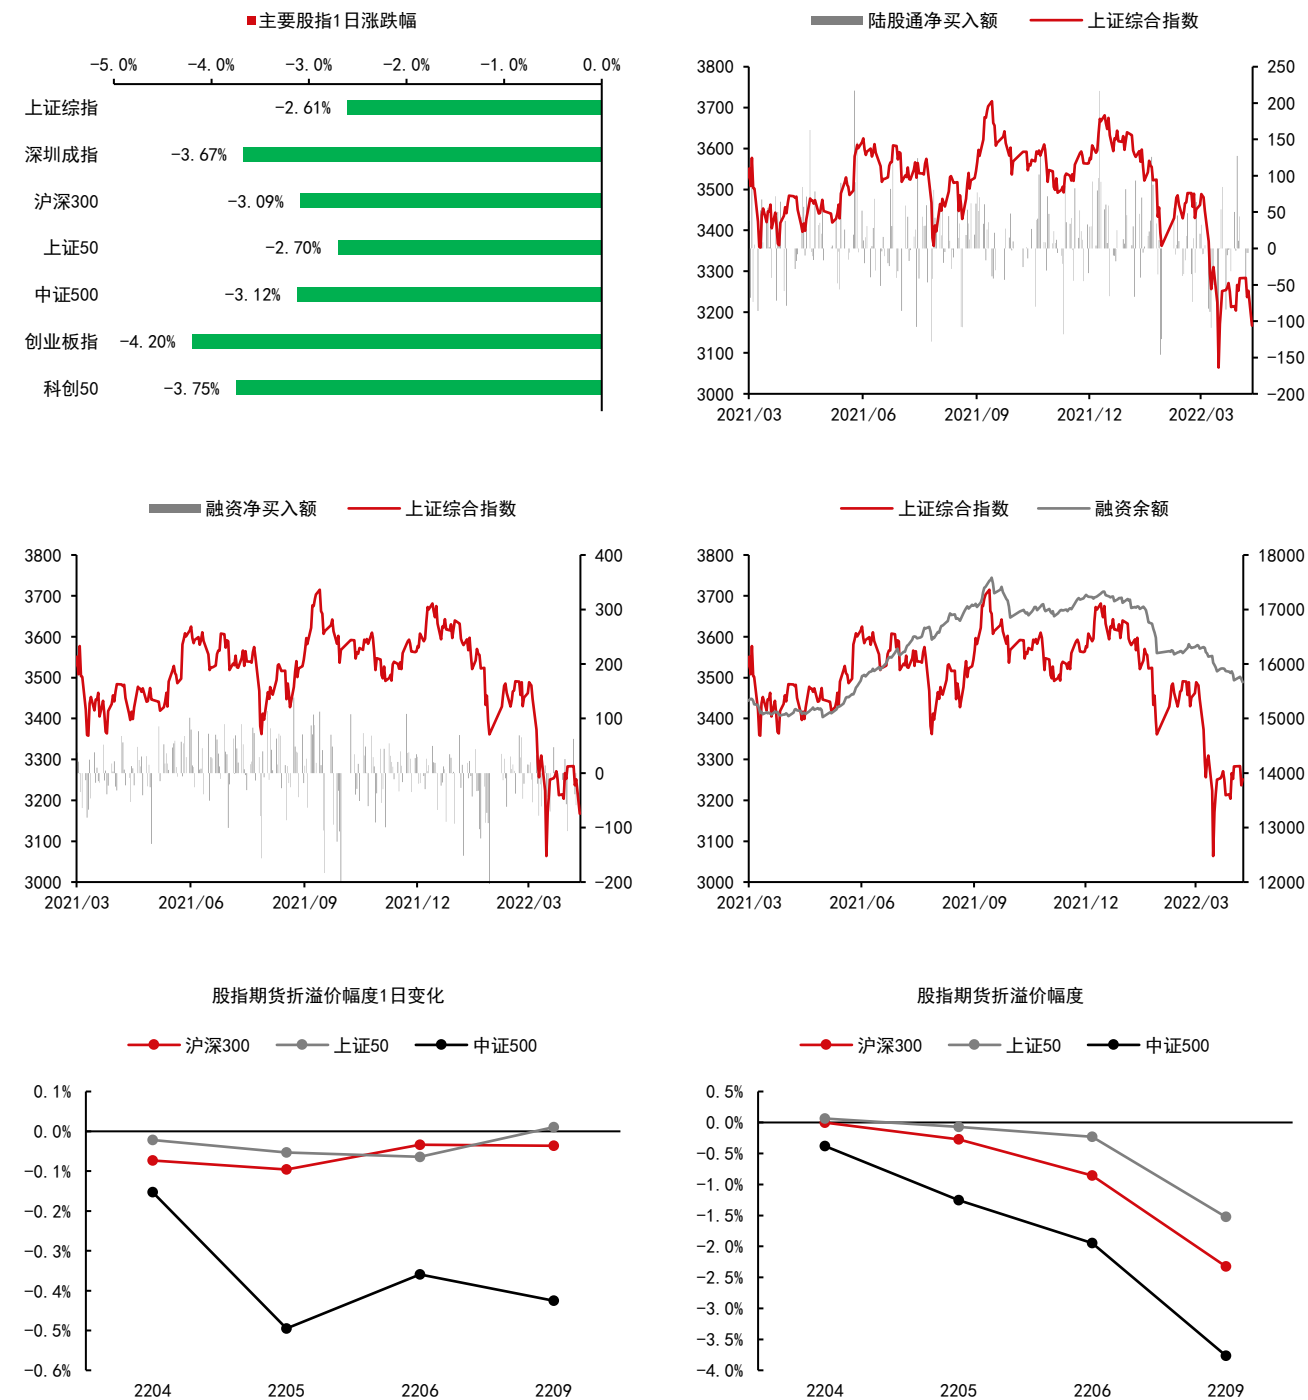 主要股指1日涨跌幅
-5.0% -4.0% -3.0% -2.0% -1.0% 0.0%
上证综指 -2.61%
深圳成指 -3.67%
沪深300 -3.09%
上证50 -2.70%
中证500 -3.12%
创业板指 -4.20%
科创50 -3.75%
陆股通净买入额 上证综合指数
3800 250
3700 200
3600 150
3500 100
3400 50
3300 0
3200 -50
3100 -100
3000 -150
-200
2021/03 2021/06 2021/09 2021/12 2022/03
融资净买入额 上证综合指数
3800 400
3700 300
3600 200
3500 100
3400 0
3300 -100
3200 -200
3100
3000
2021/03 2021/06 2021/09 2021/12 2022/03
上证综合指数 融资余额
3800 18000
3700 17000
3600 16000
3500 15000
3400 14000
3300 13000
3200 12000
3100
3000
2021/03 2021/06 2021/09 2021/12 2022/03
股指期货折溢价幅度1日变化
沪深300 上证50 中证500
0.1%
0.0%
-0.1%
-0.2%
-0.3%
-0.4%
-0.5%
-0.6%
2204 2205 2206 2209
股指期货折溢价幅度
沪深300 上证50 中证500
0.5%
0.0%
-0.5%
-1.0%
-1.5%
-2.0%
-2.5%
-3.0%
-3.5%
-4.0%
2204 2205 2206 2209